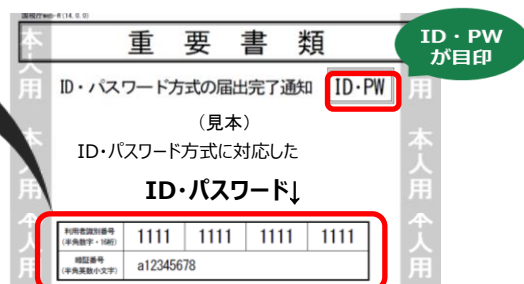 国税庁web-R(14.0.0)
重要書類
ID・PW
が目印
ID・パスワード方式の届出完了通知 ID・PW
(見本)
ID・パスワード方式に対応した
ID・パスワード↓
利用者識別番号
(半角数字・16桁) 1111 1111 1111 1111
暗証番号
(半角英数小文字) a12345678
本人用 本人用 本人用
用 本人用 本人用